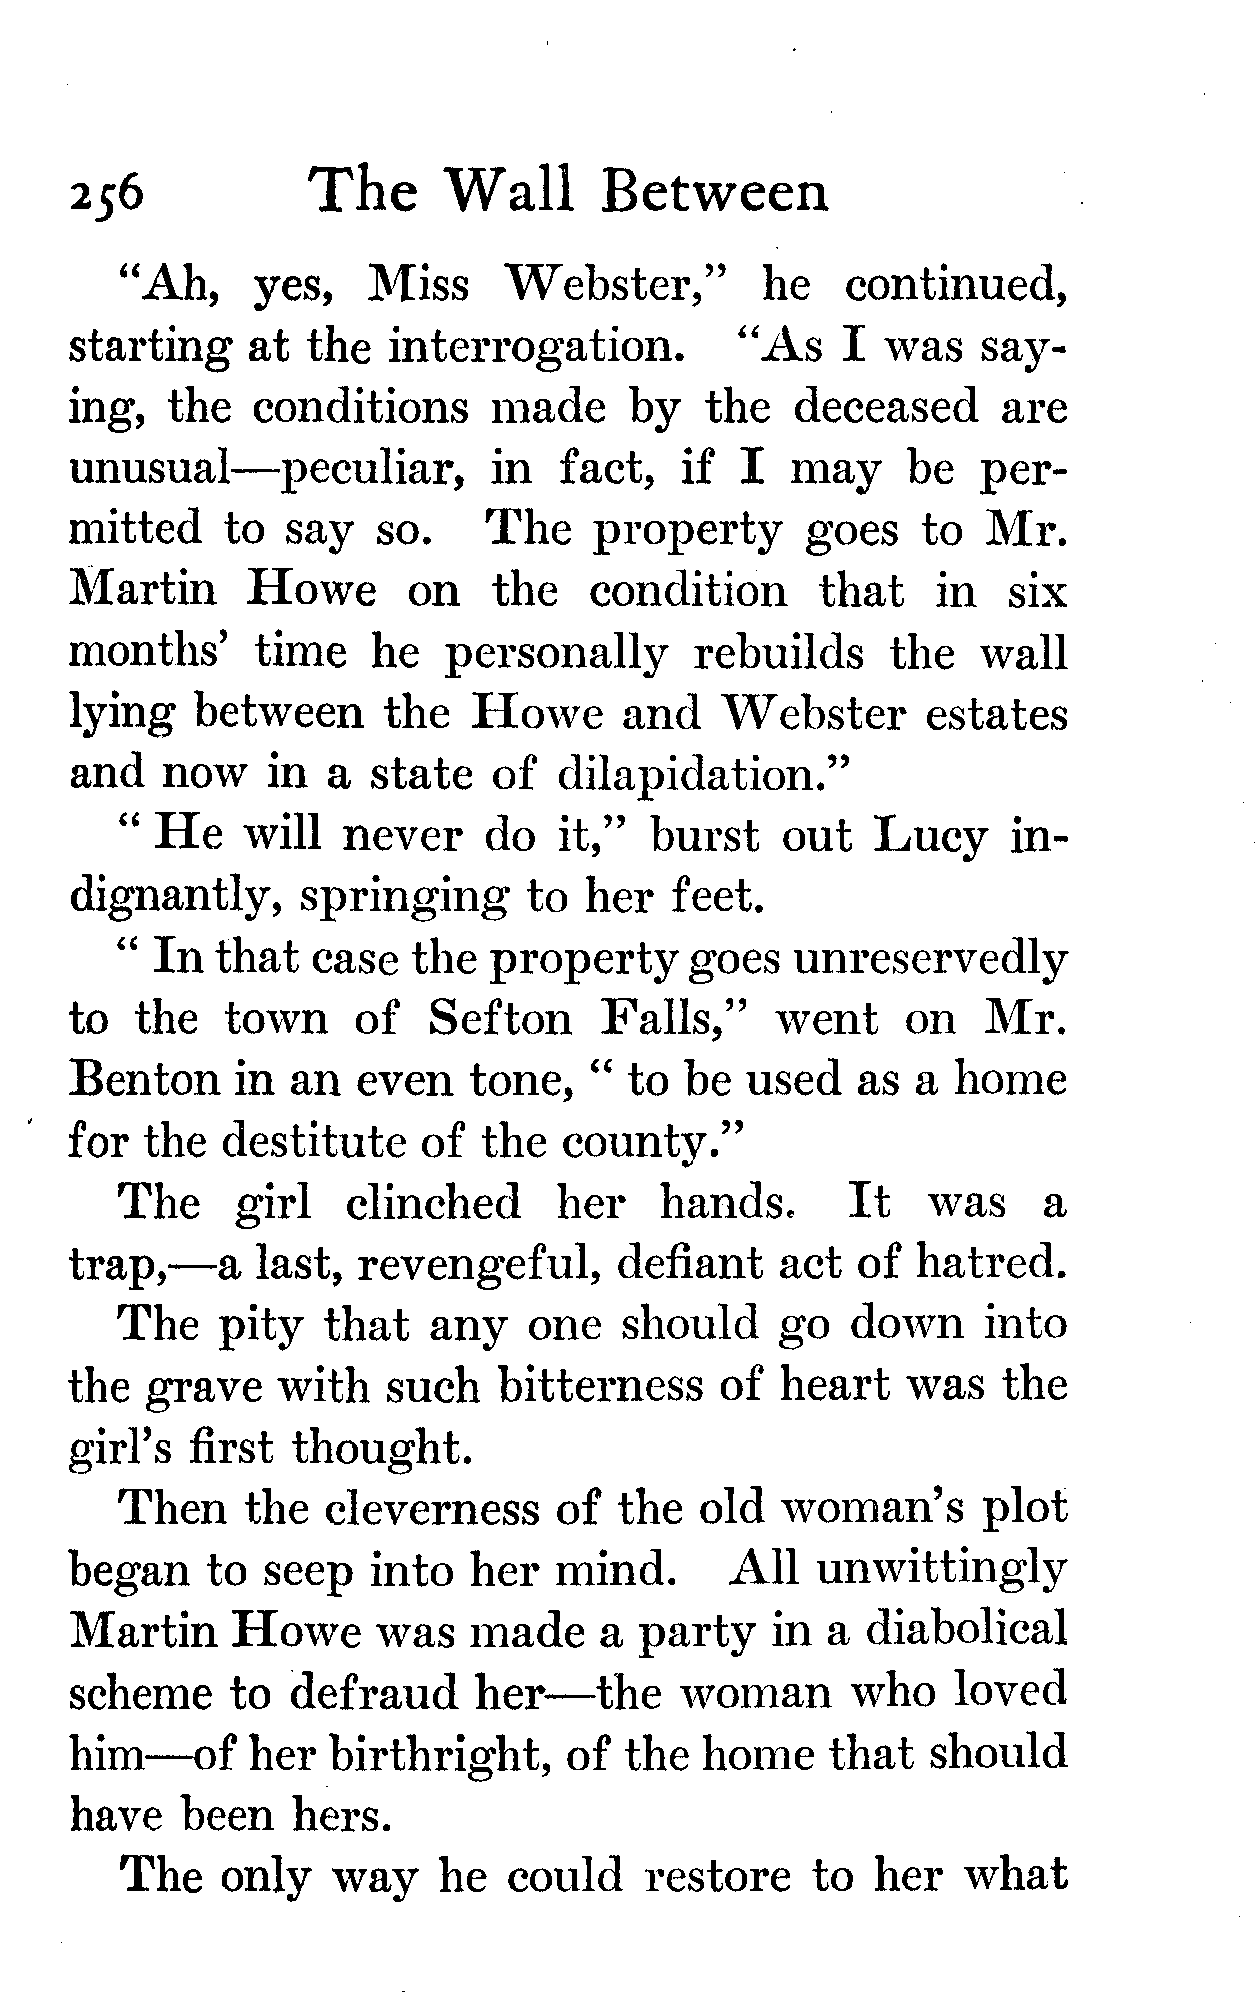 256 The Wall Between
"Ah, yes, Miss Webster," he continued,
starting at the interrogation. "As I was say-
ing, the conditions made by the deceased are
unusual—peculiar, in fact, if I may be per-
mitted to say so. The property goes to Mr.
Martin Howe on the condition that in six
months' time he personally rebuilds the wall
lying between the Howe and Webster estates
and now in a state of dilapidation."
" He will never do it," burst out Lucy in-
dignantly, springing to her feet.
" In that case the property goes unreservedly
to the town of Sefton Falls," went on Mr.
Benton in an even tone, " to be used as a home
for the destitute of the county."
The girl clinched her hands. It was a
trap,—a last, revengeful, defiant act of hatred.
The pity that any one should go down into
the grave with such bitterness of heart was the
girl's first thought.
Then the cleverness of the old woman's plot
began to seep into her mind. All unwittingly
Martin Howe was made a party in a diabolical
scheme to defraud her—the woman who loved
him—of her birthright, of the home that should
have been hers.
The only way he could restore to her what